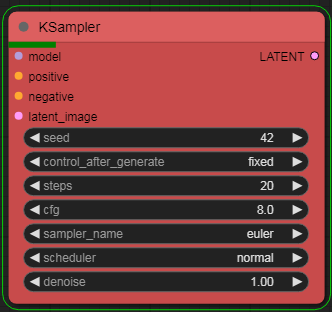 KSampler
model LATENT
positive
negative
latent_image
seed 42
control_after_generate fixed
steps 20
cfg 8.0
sampler_name euler
scheduler normal
denoise 1.00